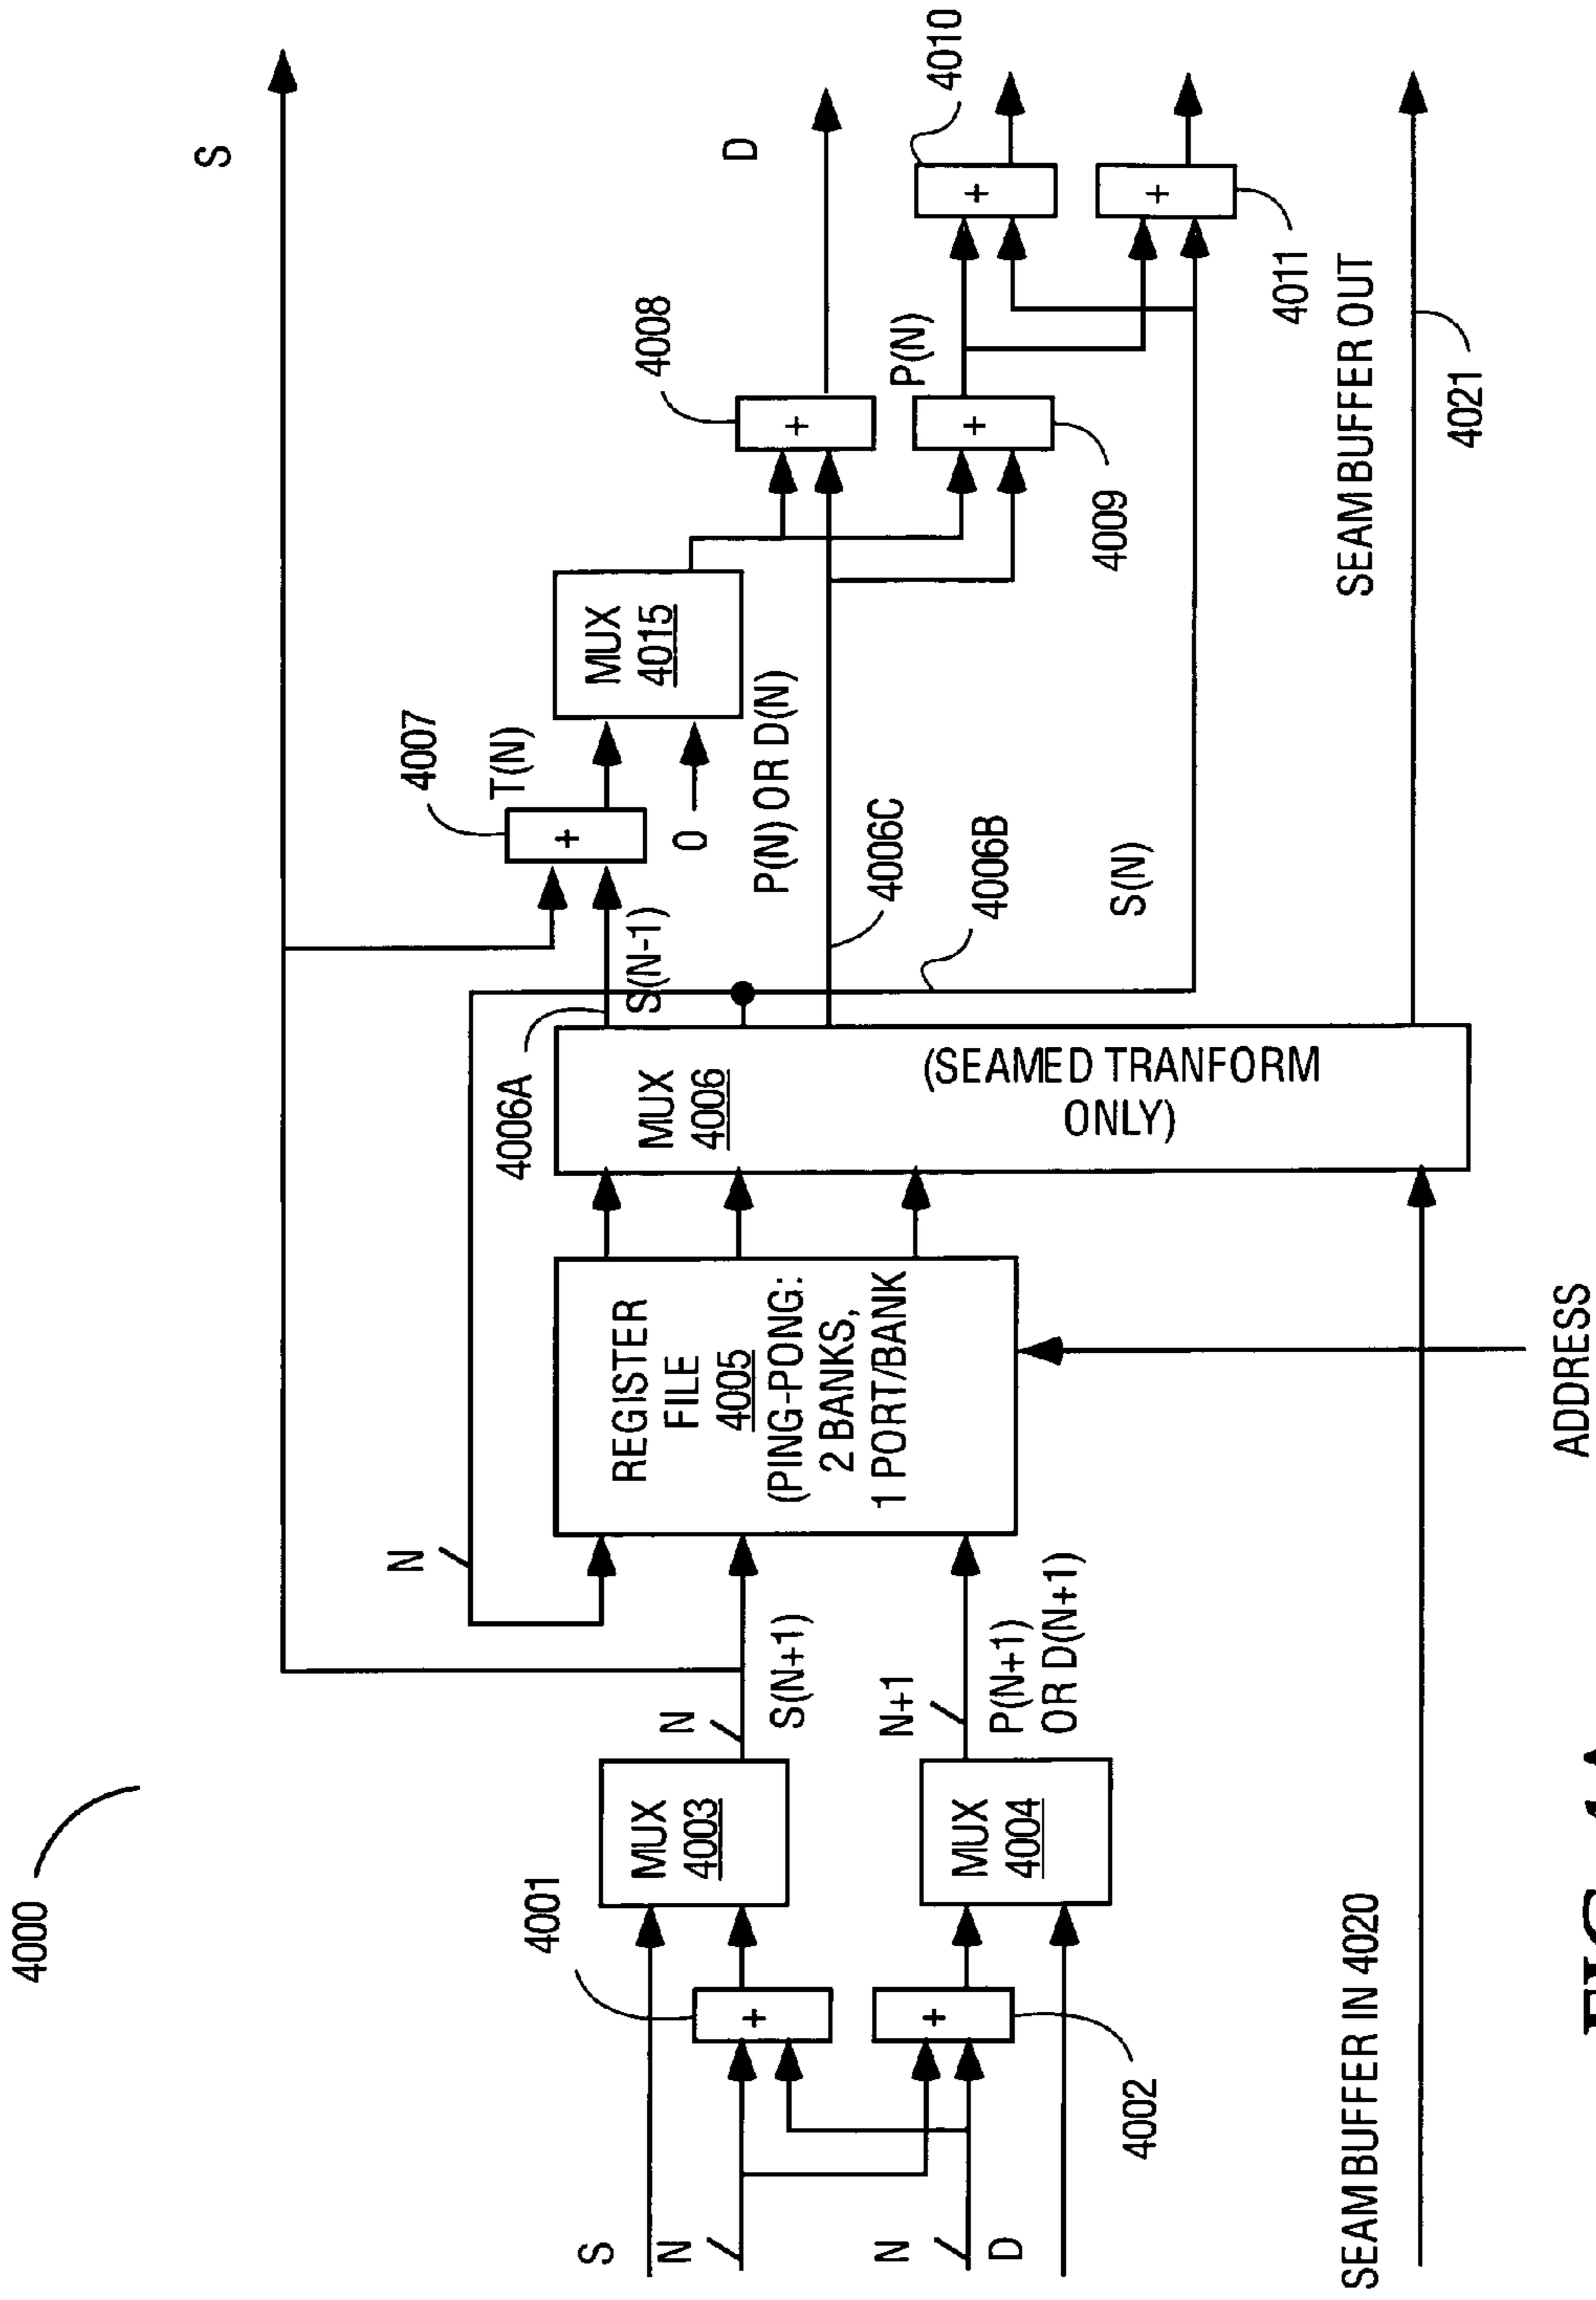 4000
S
4007
T(N)
MUX
4015
0
4008
D
P(N)
4010
4009
4011
P(N) OR D(N)
4006C
4006B
S(N)
S(N-1)
4006A
MUX
4006
(SEAMED TRANFORM
ONLY)
SEAM BUFFER OUT
4021
N
REGISTER
FILE
4005
(PING-PONG:
2 BANKS,
1 PORT/BANK
ADDRESS
N
S(N+1)
N+1
P(N+1)
OR D(N+1)
MUX
4003
MUX
4004
4001
+
+
+
+
+
+
+
4002
S
N
N
D
SEAM BUFFER IN 4020